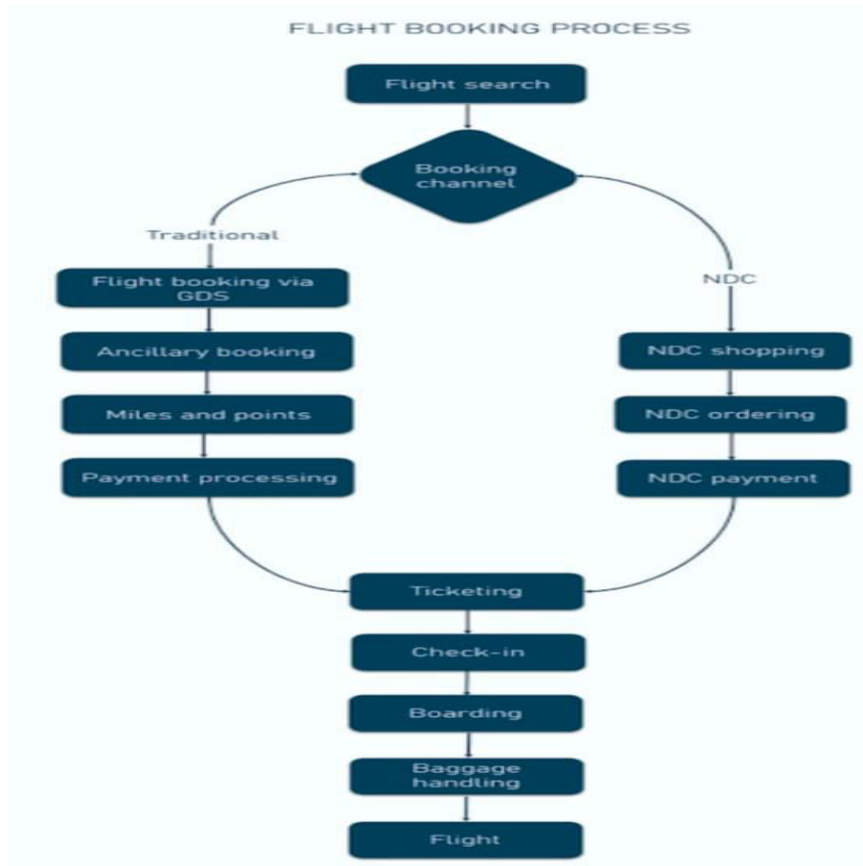 FLIGHT BOOKING PROCESS
Flight search
Booking
channel
Traditional
Flight booking via
GDS
Ancillary booking
Miles and points
Payment processing
NDC
NDC shopping
NDC ordering
NDC payment
Ticketing
Check-in
Boarding
Baggage
handling
Flight